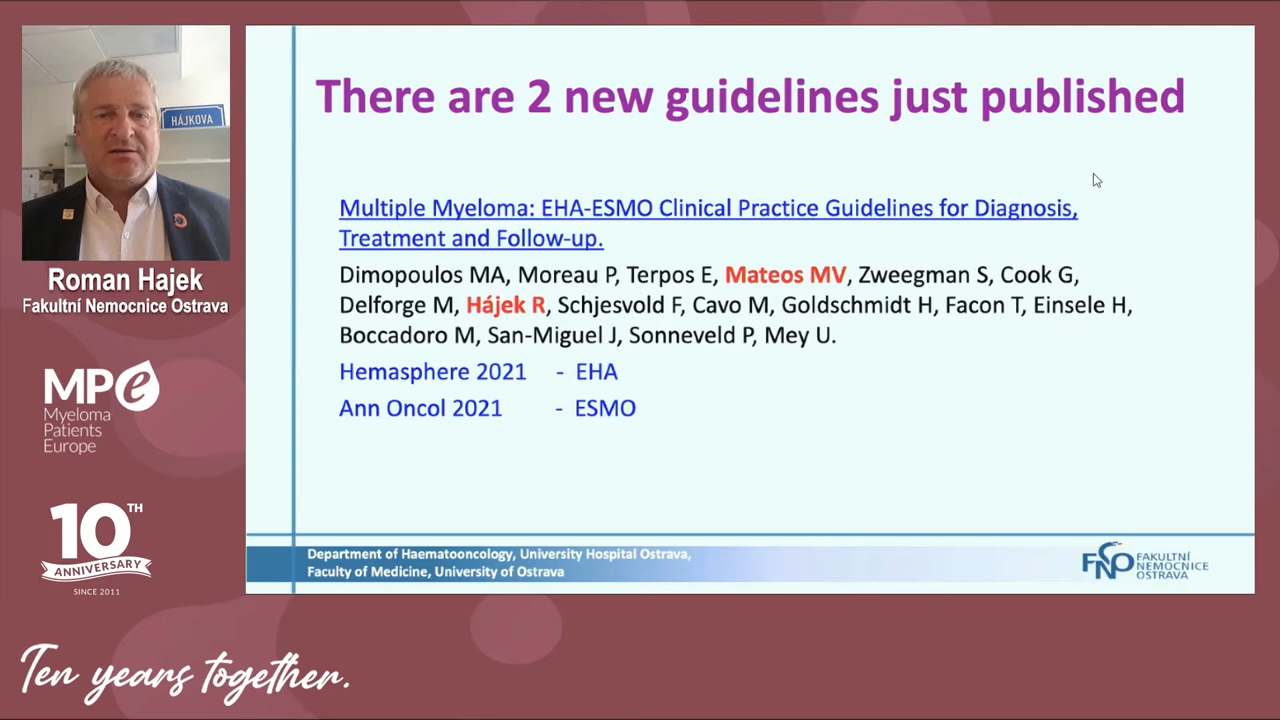 There are 2 new guidelines just published
HÁJKOVA
Multiple Myeloma: EHA-ESMO Clinical Practice Guidelines for Diagnosis,
Treatment and Follow-up.
Dimopoulos MA, Moreau P, Terpos E, Mateos MV, Zweegman S, Cook G,
Delforge M, Hájek R, Schjesvold F, Cavo M, Goldschmidt H, Facon T, Einsele H,
Boccadoro M, San-Miguel J, Sonneveld P, Mey U.
Hemasphere 2021 - EHA
Ann Oncol 2021 - ESMO
Roman Hajek
Fakultní Nemocnice Ostrava
MPe
Myeloma
Patients
Europe
10TH
ANNIVERSARY
SINCE 2011
Department of Haematooncology, University Hospital Ostrava,
Faculty of Medicine, University of Ostrava
FNO
FAKULTNÍ
NEMOCNICE
OSTRAVA
Ten years together.